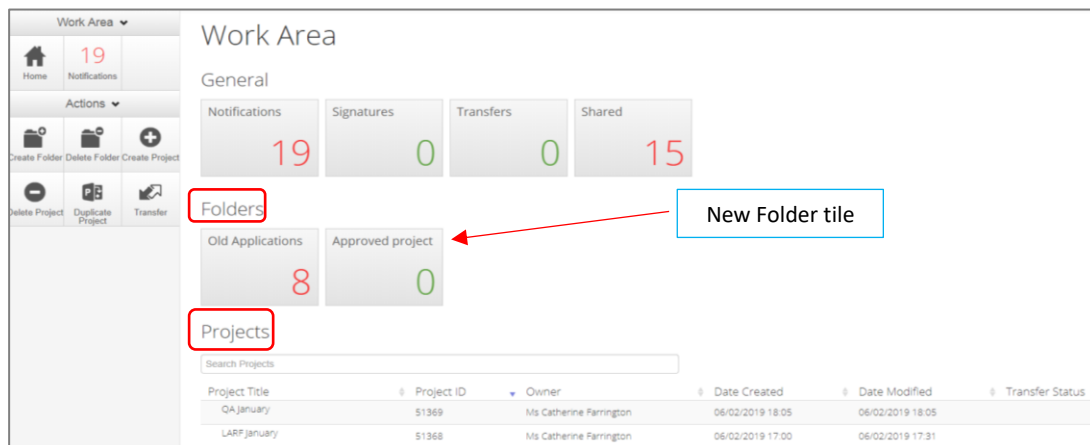 Work Area
19
Home
Notifications
Actions
Create Folder
Delete Folder
Create Project
Delete Project
Duplicate
Project
Transfer
Work Area
General
Notifications
19
Signatures
0
Transfers
0
Shared
15
Folders
New Folder tile
Old Applications
8
Approved project
0
Projects
Search Projects
Project Title Project ID Owner Date Created Date Modified Transfer Status
QA January 51369 Ms Catherine Farrington 06/02/2019 18:05 06/02/2019 18:05
LARF January 51368 Ms Catherine Farrington 06/02/2019 17:00 06/02/2019 17:31